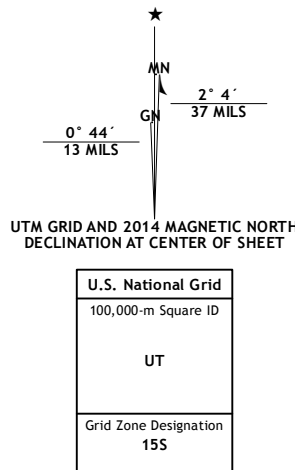 ★
MN
GN
2° 4´
37 MILS
0° 44´
13 MILS
UTM GRID AND 2014 MAGNETIC NORTH
DECLINATION AT CENTER OF SHEET
U.S. National Grid
100,000-m Square ID
UT
Grid Zone Designation
15S